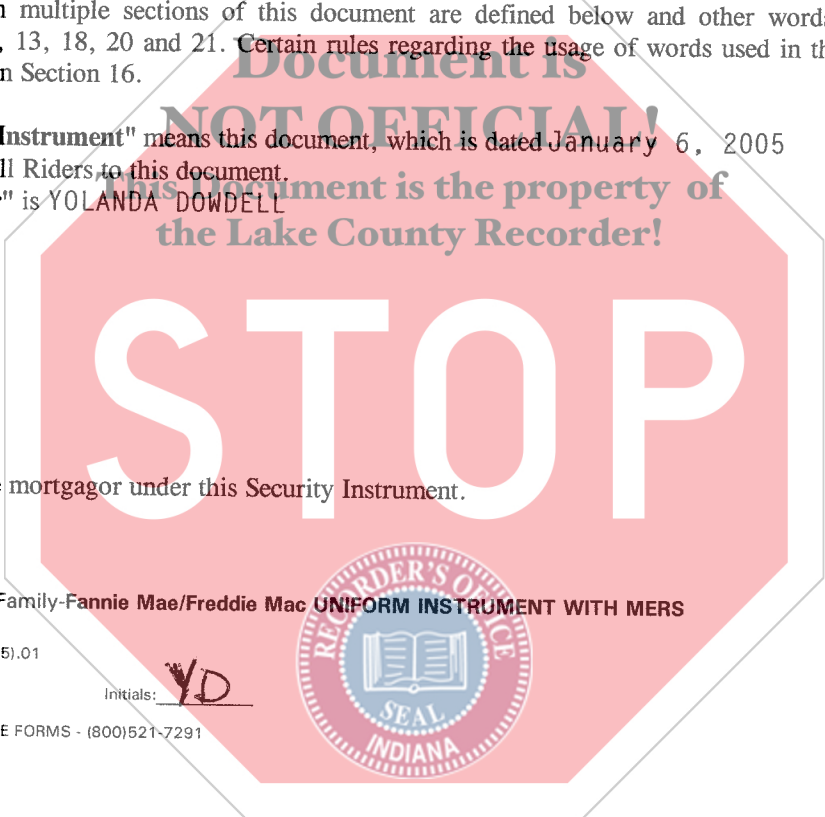 multiple sections of this document are defined below and other word
, 13, 18, 20 and 21. Certain rules regarding the usage of words used in th
n Section 16.
Document is
NOT OFFICIAL!
Instrument" means this document, which is dated January 6, 2005
ll Riders to this document.
This Document is the property of
" is YOLANDA DOWDELL
the Lake County Recorder!
STOP
mortgagor under this Security Instrument.
Family-Fannie Mae/Freddie Mac UNIFORM INSTRUMENT WITH MERS
RECORDER'S OFFICE
5).01
Initials: YD
SEAL
E FORMS - (800)521-7291
INDIANA